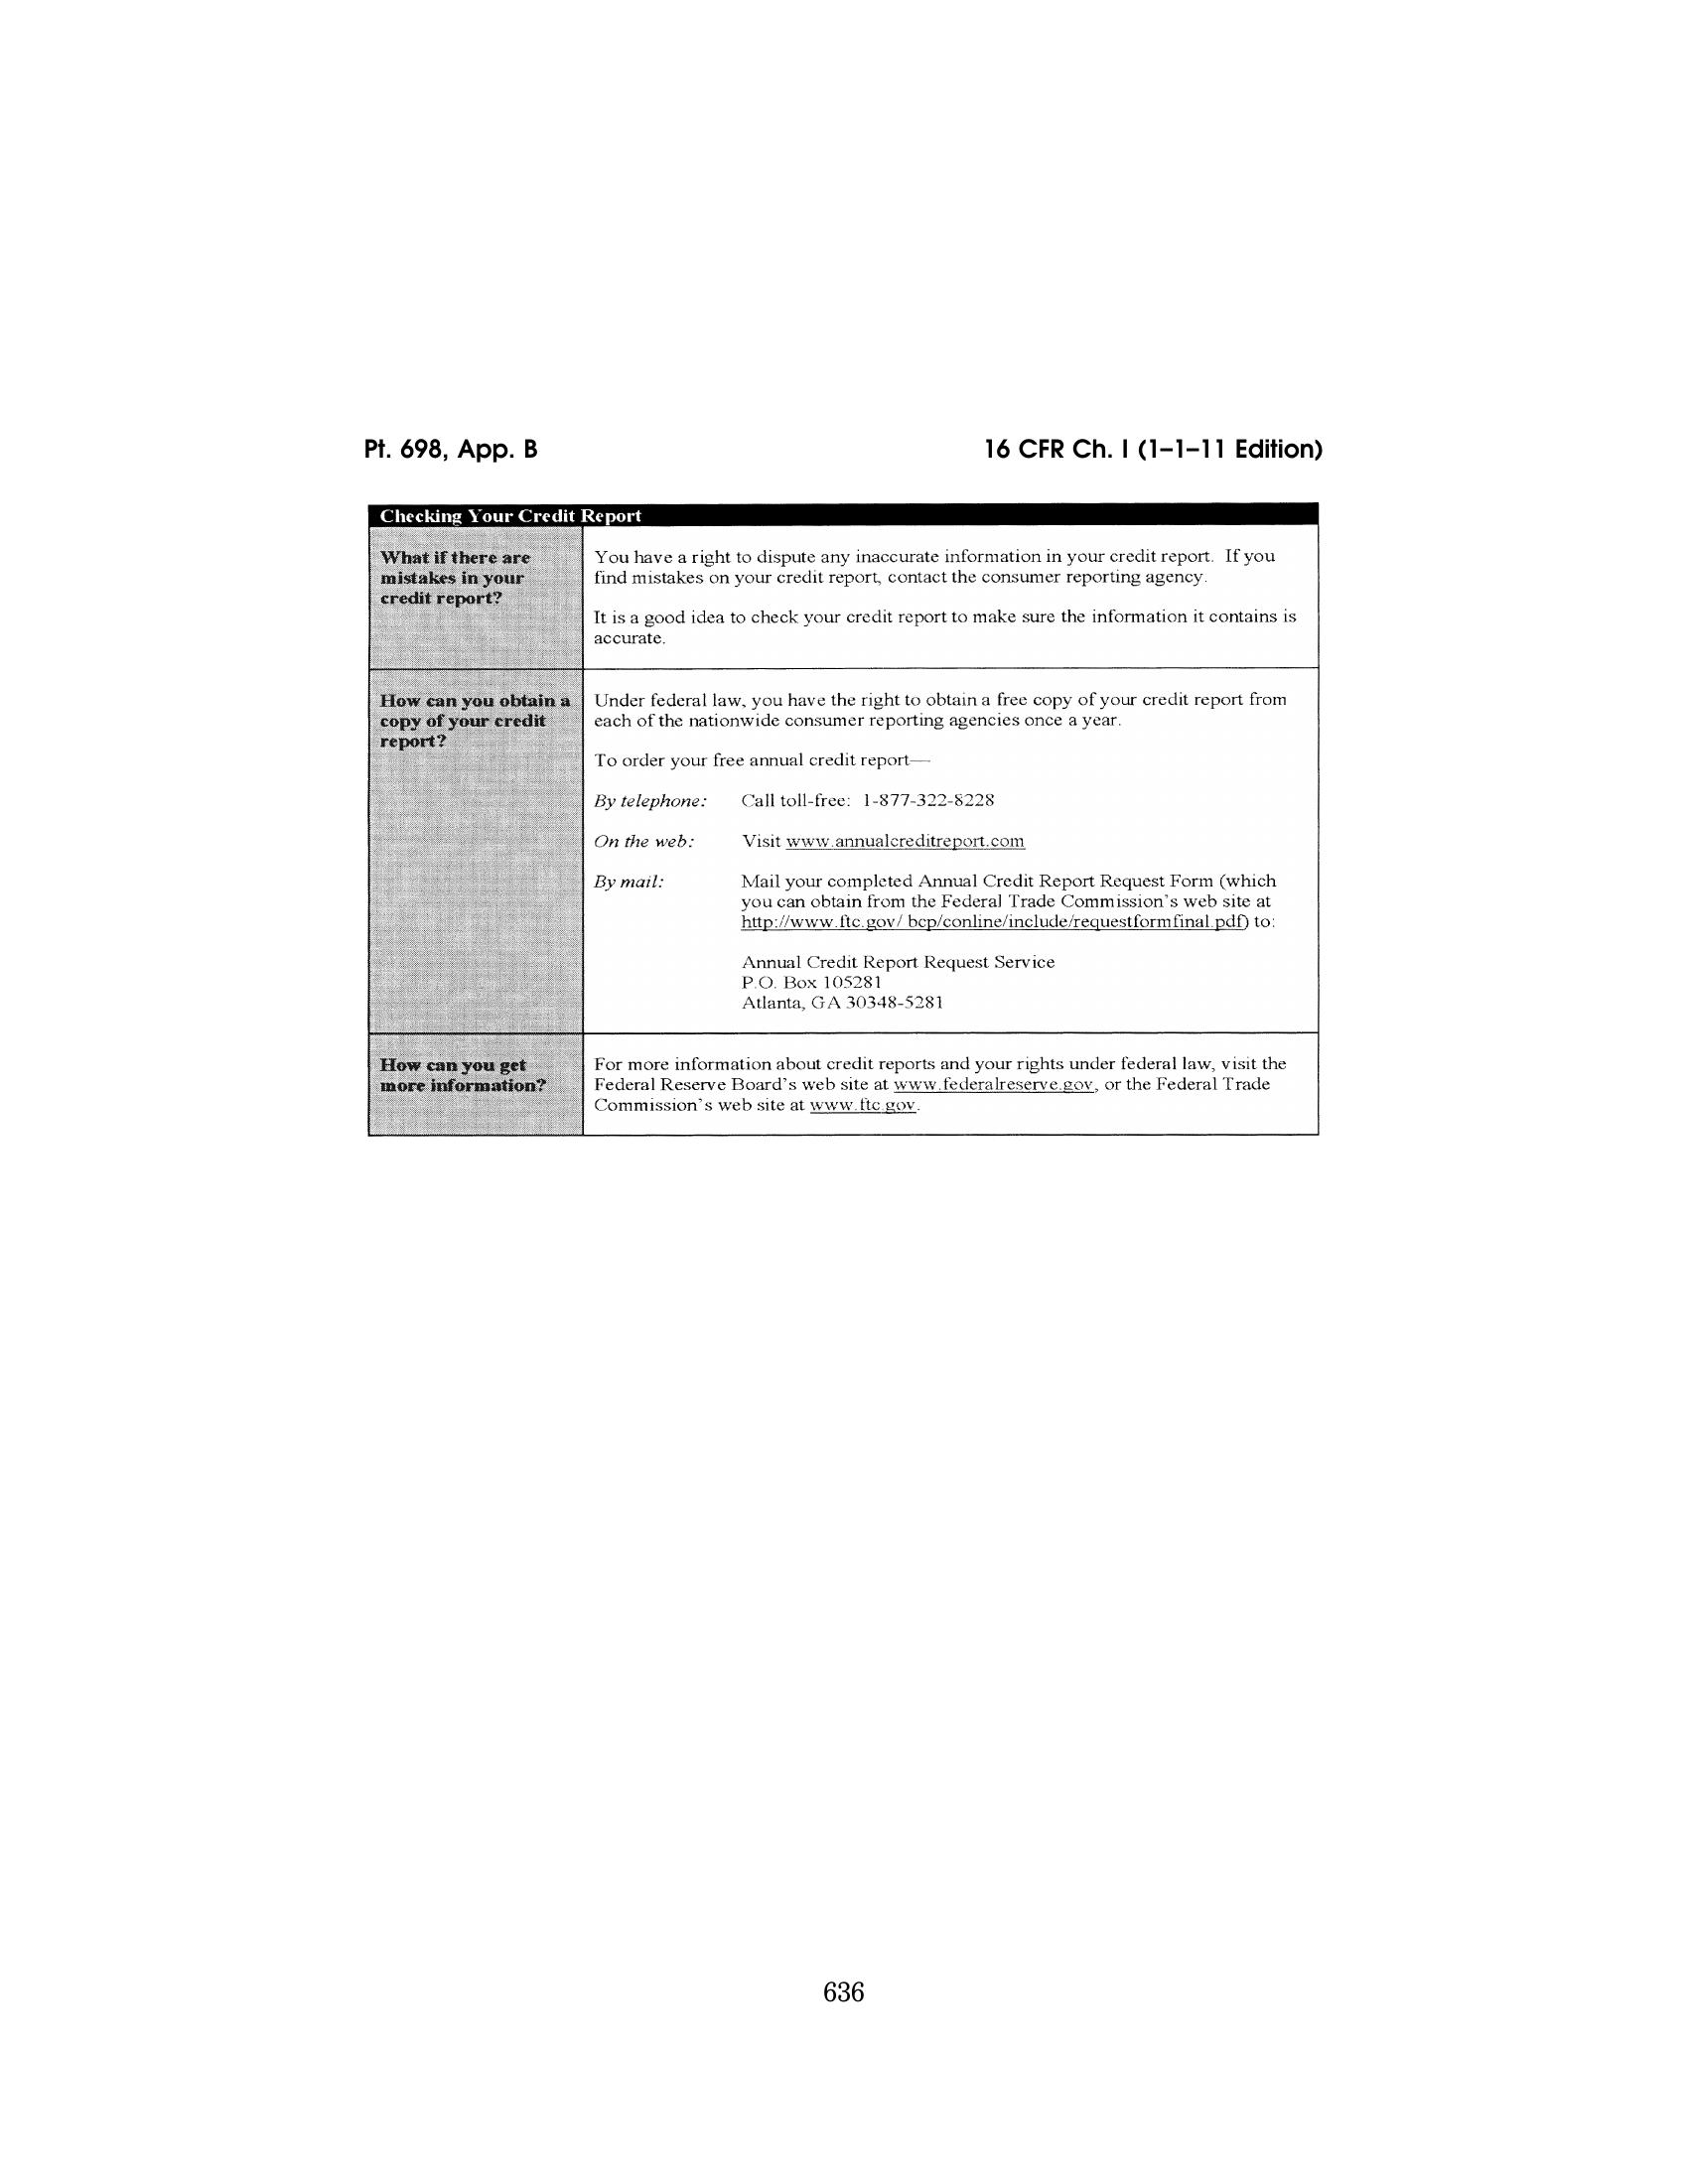 Pt. 698, App. B
16 CFR Ch. I (1–1–11 Edition)
Checking Your Credit Report
What if there are
mistakes in your
credit report?
You have a right to dispute any inaccurate information in your credit report. If you
find mistakes on your credit report, contact the consumer reporting agency.
It is a good idea to check your credit report to make sure the information it contains is
accurate.
How can you obtain a
copy of your credit
report?
Under federal law, you have the right to obtain a free copy of your credit report from
each of the nationwide consumer reporting agencies once a year.
To order your free annual credit report—
By telephone: Call toll-free: 1-877-322-8228
On the web: Visit www.annualcreditreport.com
By mail: Mail your completed Annual Credit Report Request Form (which
you can obtain from the Federal Trade Commission's web site at
http://www.ftc.gov/ bcp/conline/include/requestformfinal.pdf) to:
Annual Credit Report Request Service
P.O. Box 105281
Atlanta, GA 30348-5281
How can you get
more information?
For more information about credit reports and your rights under federal law, visit the
Federal Reserve Board's web site at www.federalreserve.gov, or the Federal Trade
Commission's web site at www.ftc.gov.
636